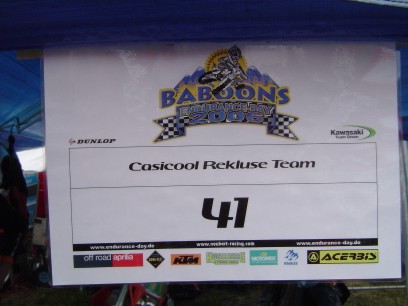 BABOONS
ENDURANCE DAY
2006
DUNLOP
Kawasaki
Casicool Rekluse Team
41
www.endurance-day.de
www.endurance-day.de
off road aprilia
KTM
MOTOREX
ACERBIS